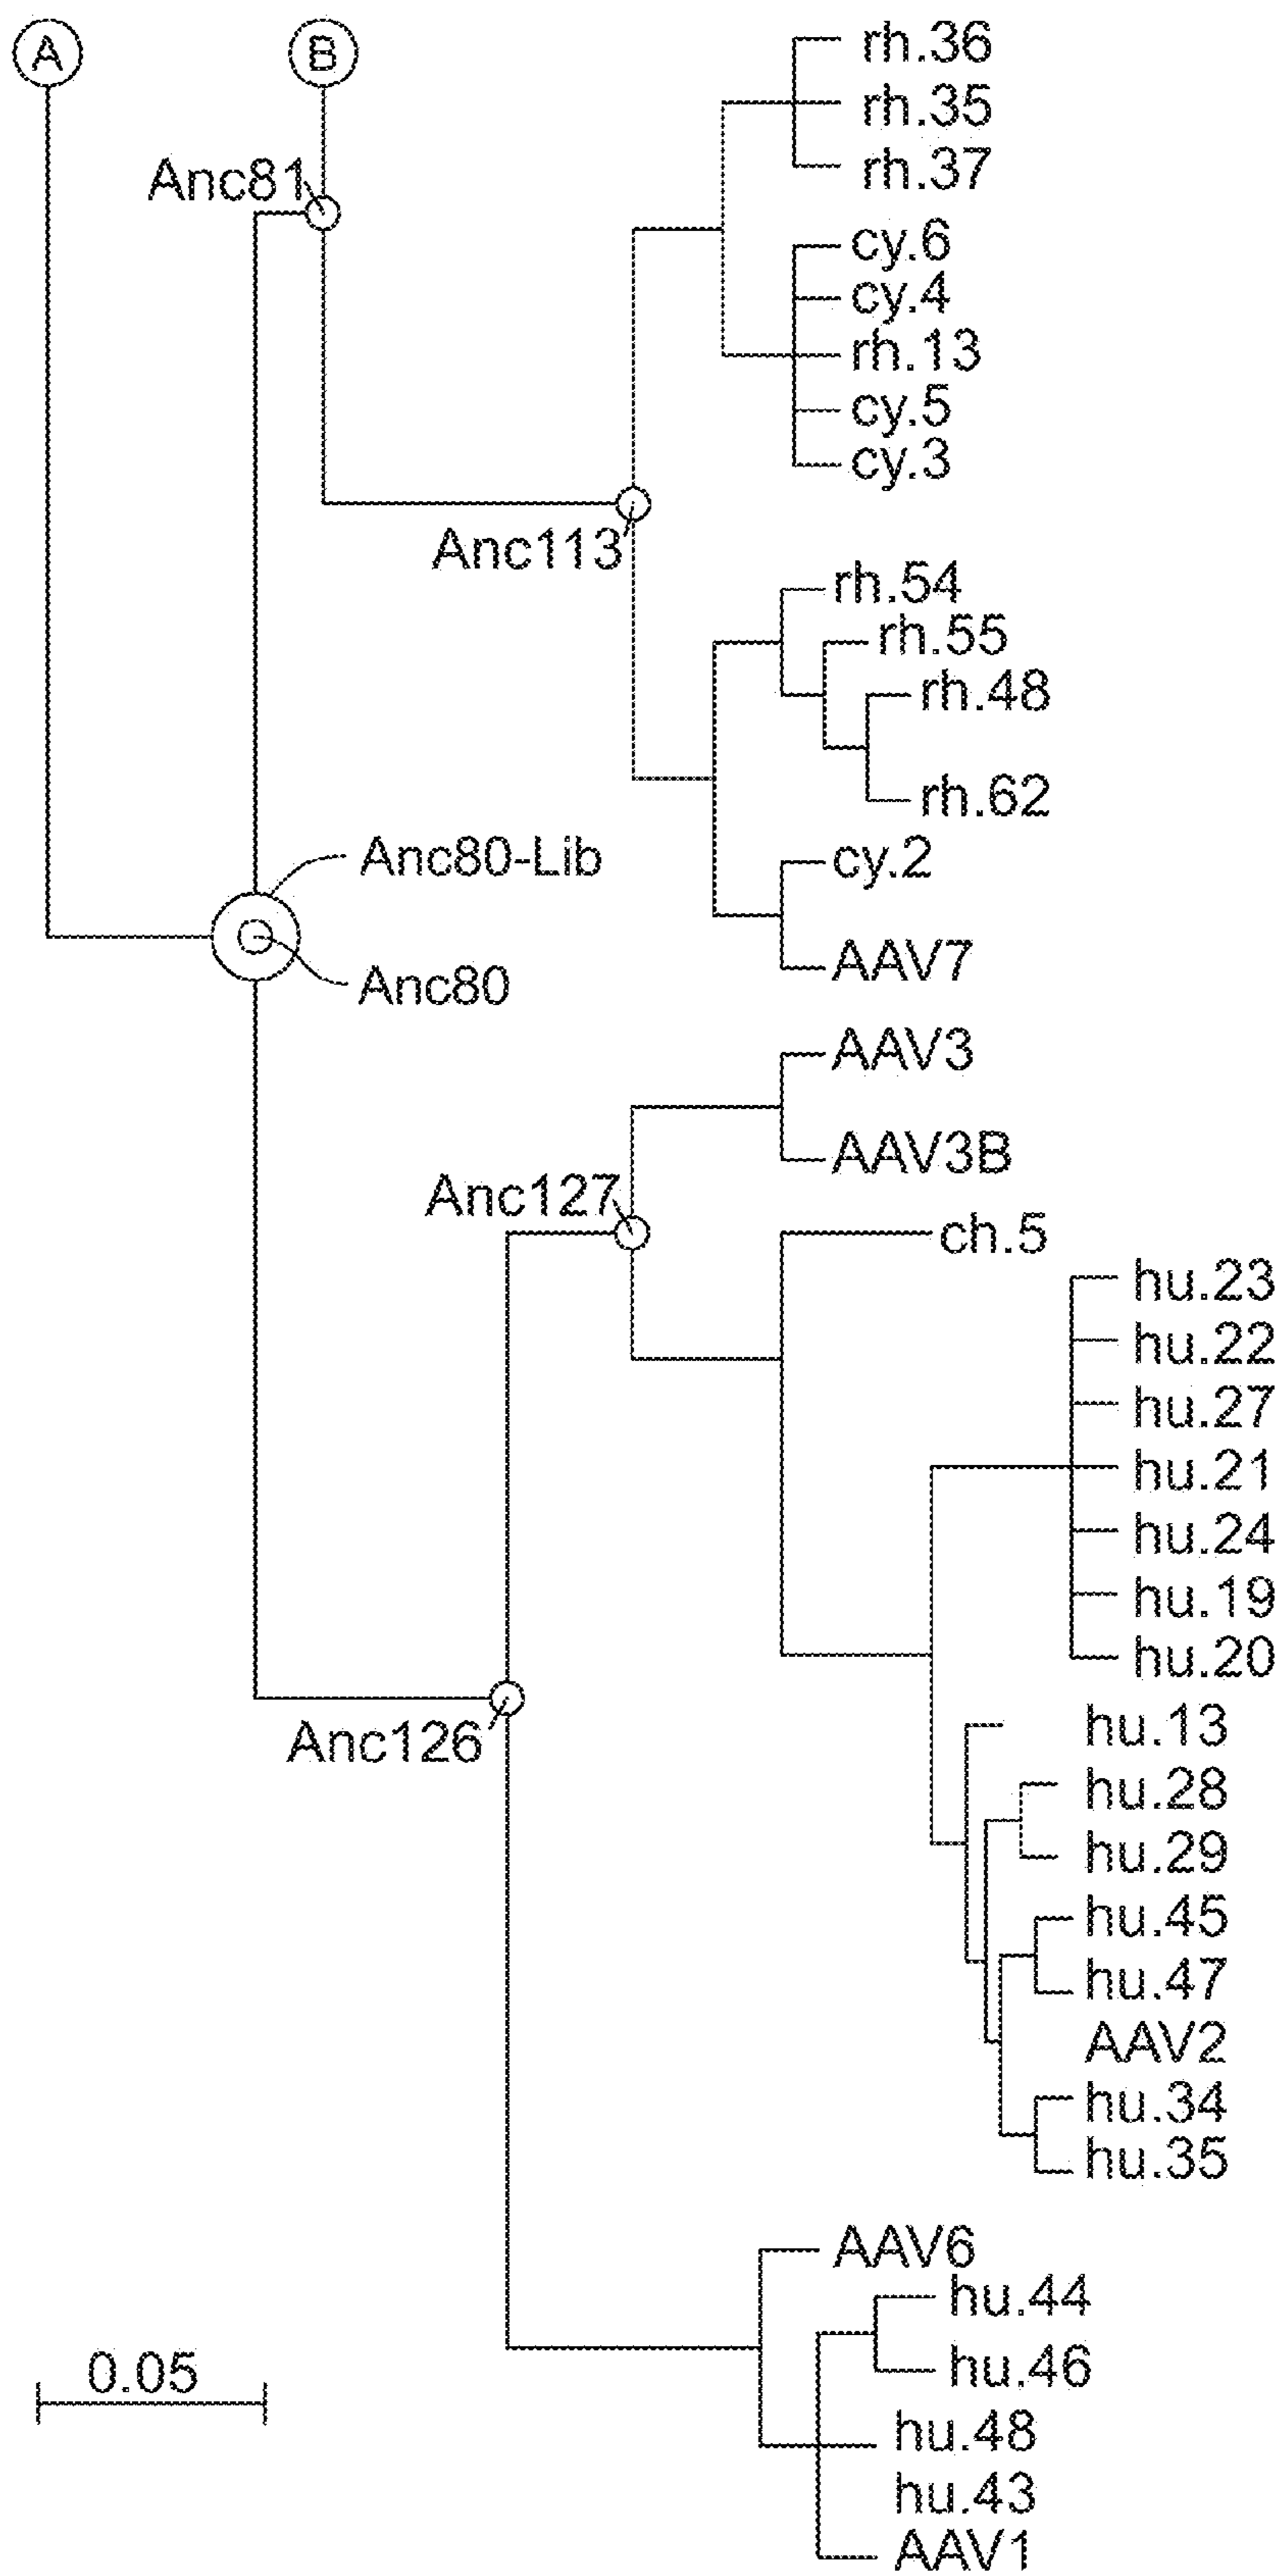 A
B
rh.36
rh.35
Anc81
rh.37
cy.6
cy.4
rh.13
cy.5
cy.3
Anc113
rh.54
rh.55
rh.48
rh.62
Anc80-Lib
cy.2
Anc80
AAV7
AAV3
AAV3B
Anc127
ch.5
hu.23
hu.22
hu.27
hu.21
hu.24
hu.19
hu.20
Anc126
hu.13
hu.28
hu.29
hu.45
hu.47
AAV2
hu.34
hu.35
AAV6
hu.44
hu.46
0.05
hu.48
hu.43
AAV1